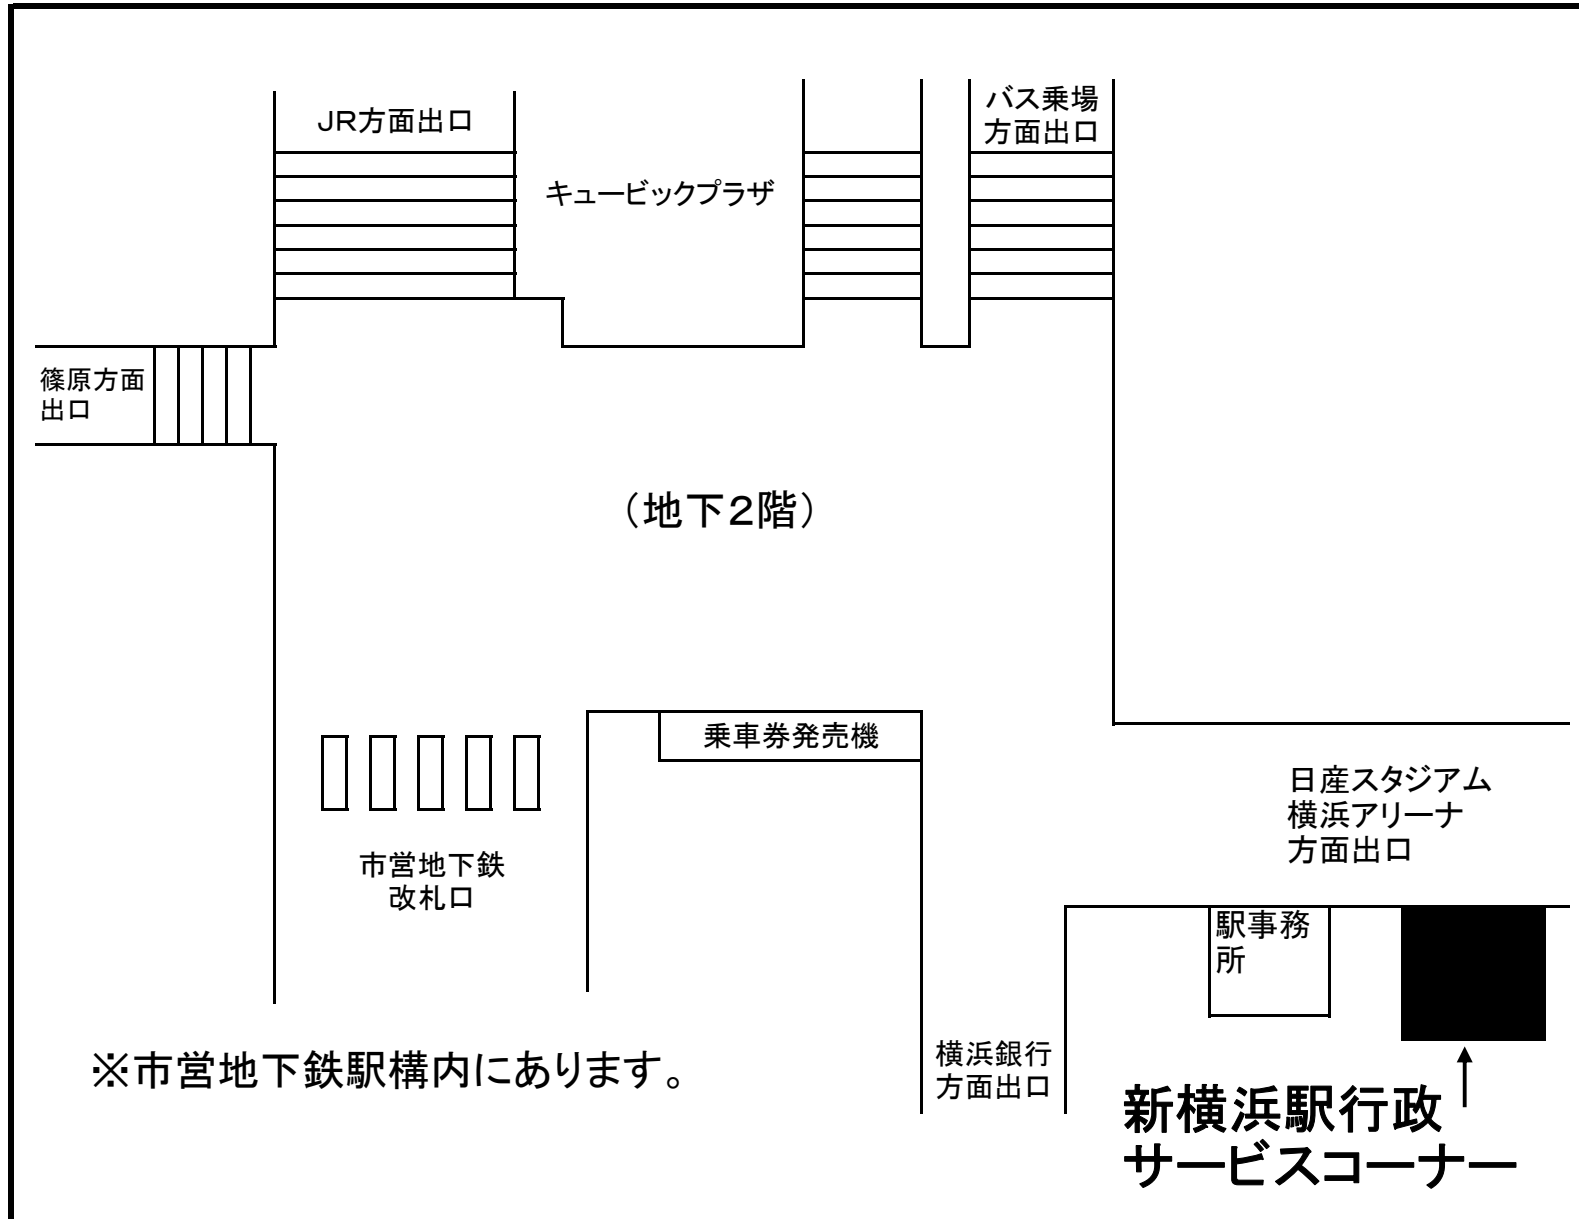 JR方面出口
バス乗場
方面出口
キュービックプラザ
篠原方面
出口
（地下２階）
乗車券発売機
日産スタジアム
横浜アリーナ
方面出口
市営地下鉄
改札口
駅事務
所
横浜銀行
方面出口
※市営地下鉄駅構内にあります。
新横浜駅行政
サービスコーナー